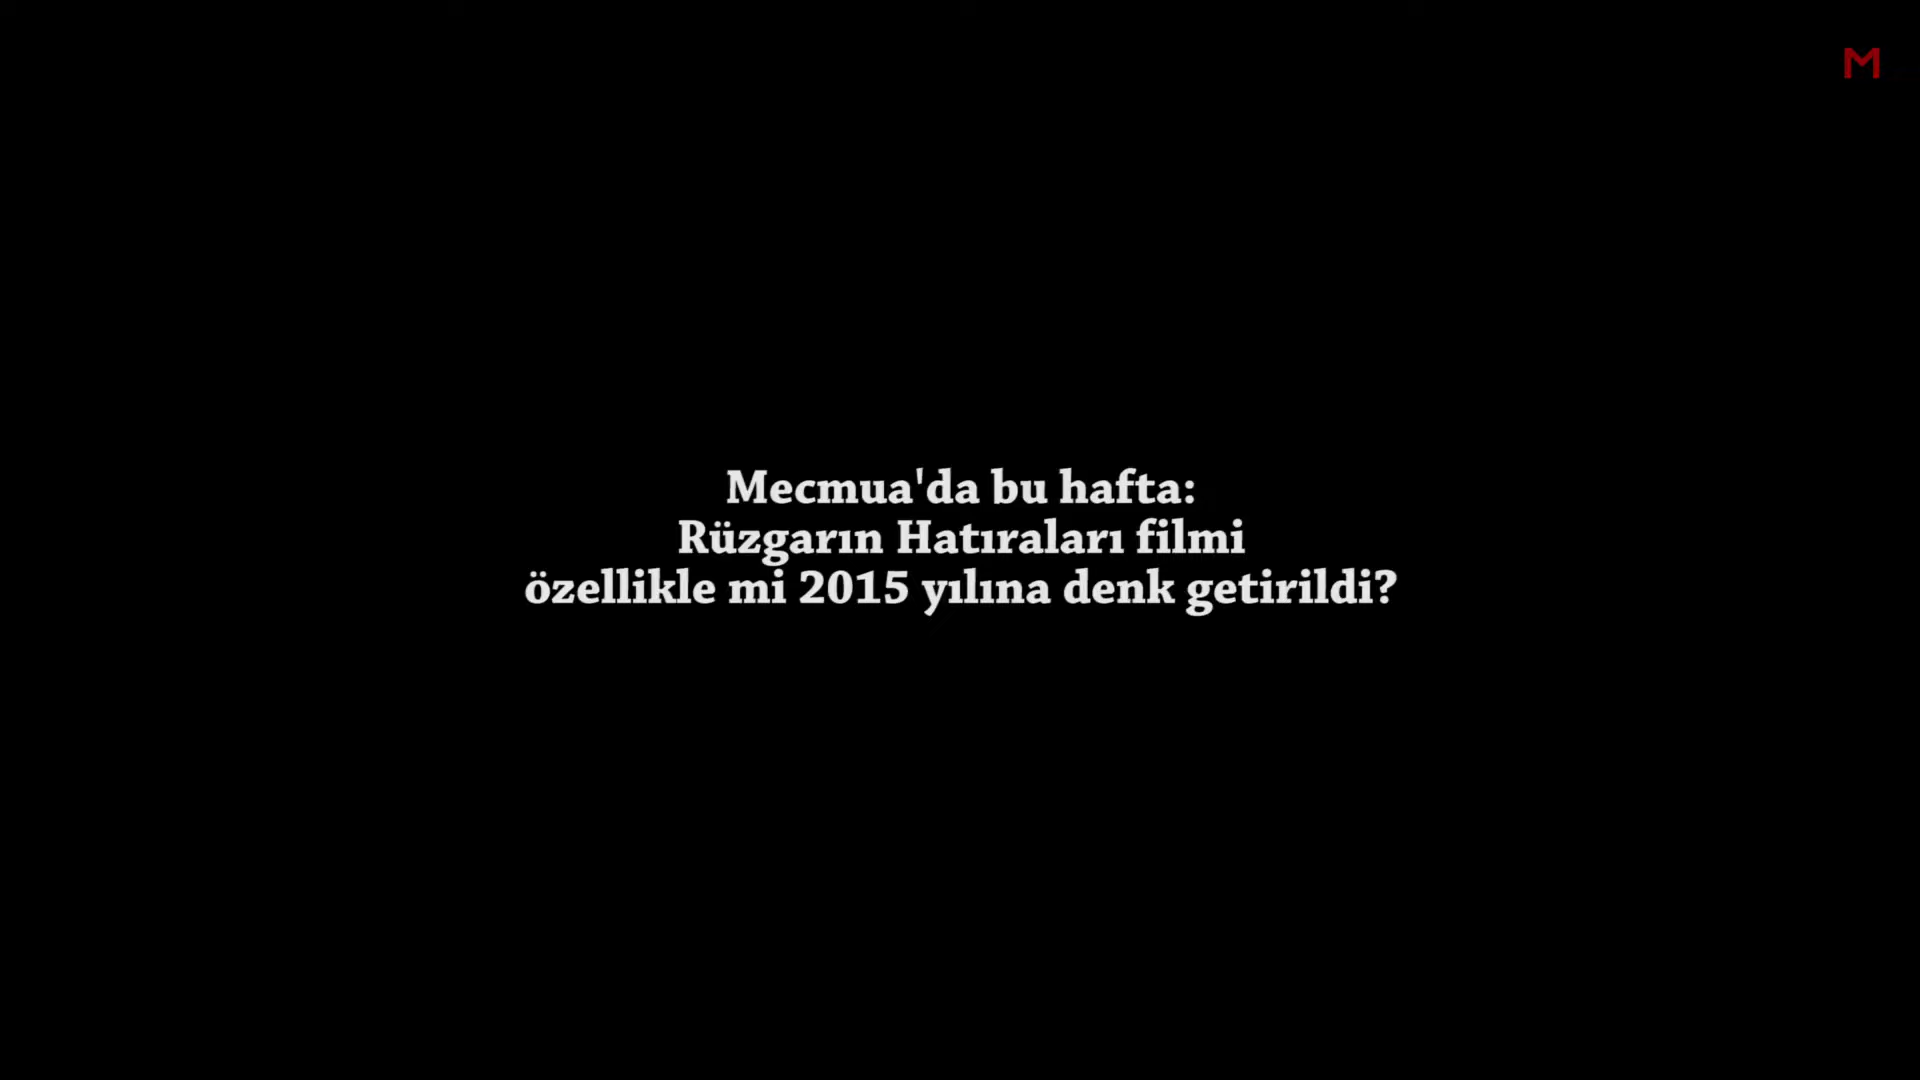 M
Mecmua'da bu hafta:
Rüzgarın Hatıraları filmi
özellikle mi 2015 yılına denk getirildi?